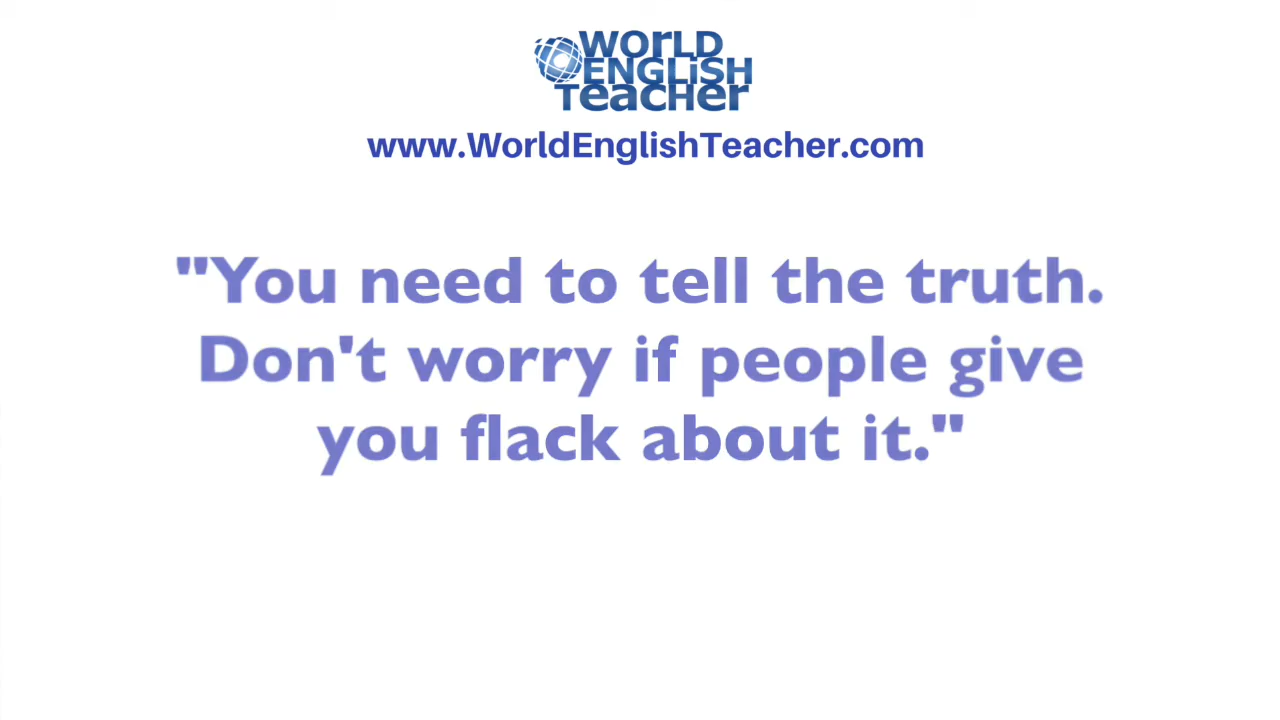 WORLD
ENGLiSH
TeacHer
www.WorldEnglishTeacher.com
"You need to tell the truth.
Don't worry if people give
you flack about it."